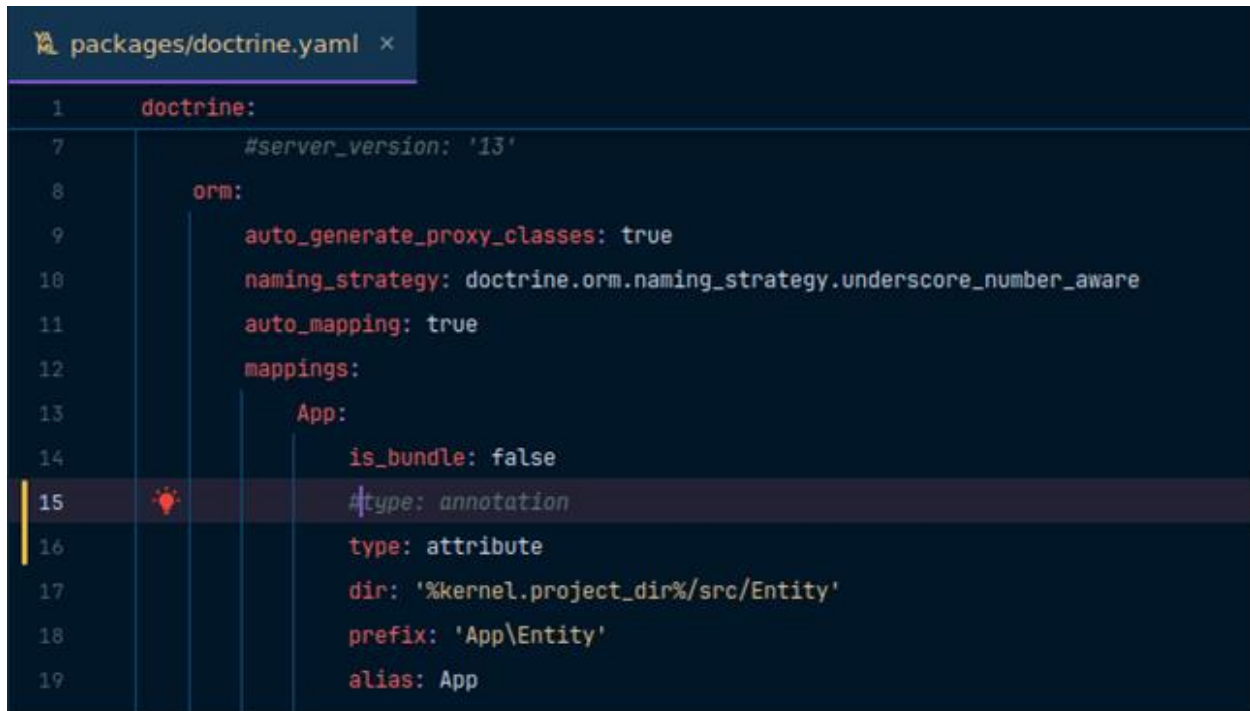 YAML packages/doctrine.yaml ×
1 doctrine:
7 #server_version: '13'
8 orm:
9 auto_generate_proxy_classes: true
10 naming_strategy: doctrine.orm.naming_strategy.underscore_number_aware
11 auto_mapping: true
12 mappings:
13 App:
14 is_bundle: false
15 #type: annotation
16 type: attribute
17 dir: '%kernel.project_dir%/src/Entity'
18 prefix: 'App\Entity'
19 alias: App